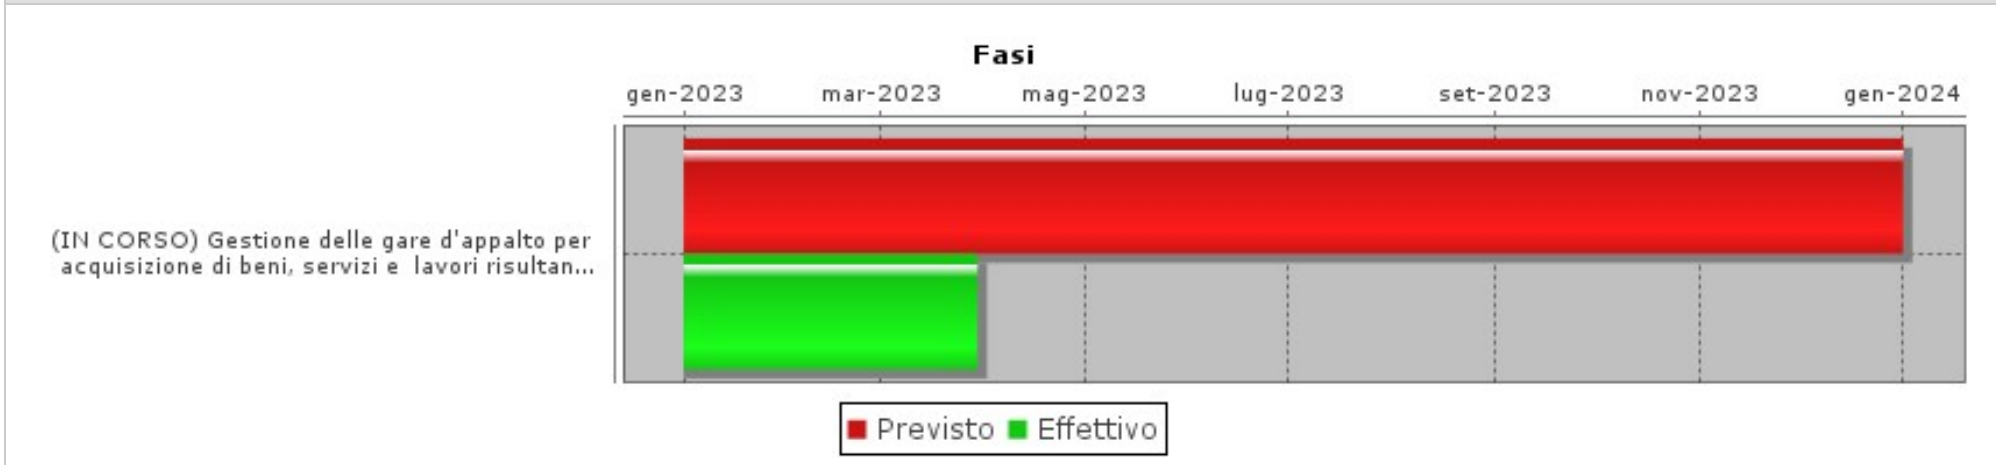 Fasi
gen-2023 mar-2023 mag-2023 lug-2023 set-2023 nov-2023 gen-2024
(IN CORSO) Gestione delle gare d'appalto per
acquisizione di beni, servizi e lavori risultan...
Previsto Effettivo